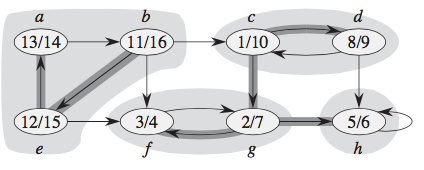 a b c d
13/14 11/16 1/10 8/9
12/15 3/4 2/7 5/6
e f g h